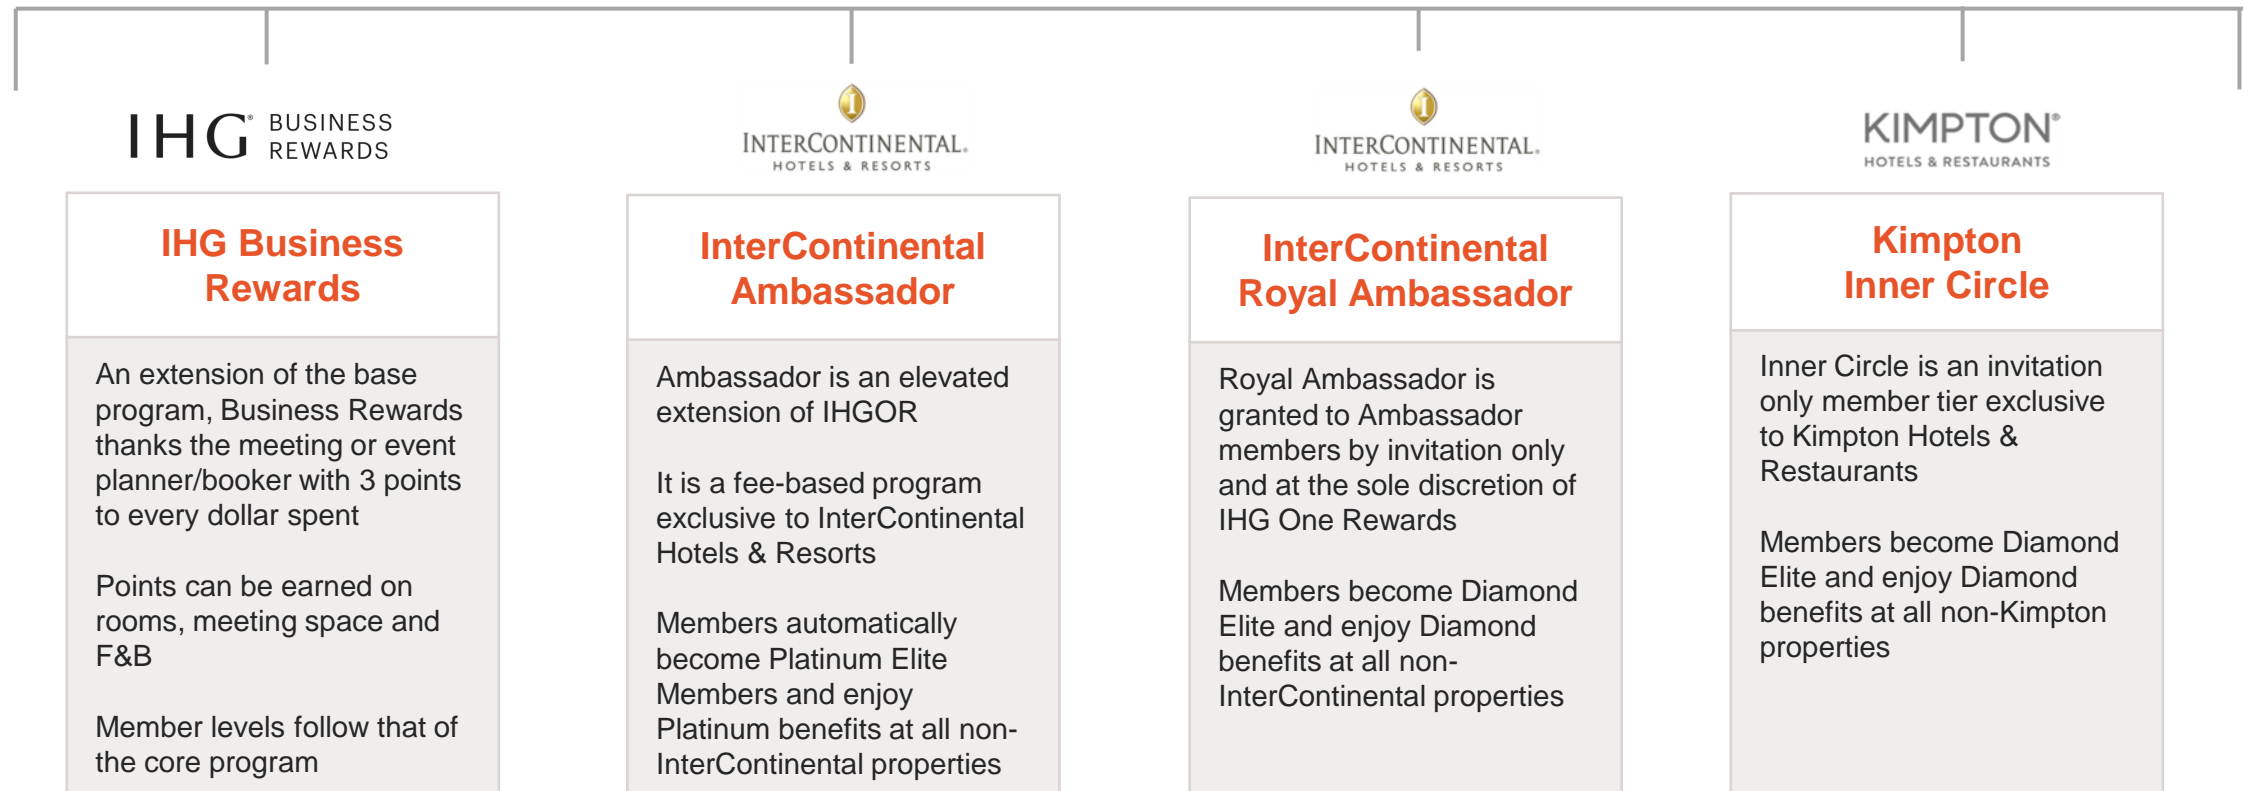 IHG® BUSINESS
REWARDS
IHG Business
Rewards
An extension of the base
program, Business Rewards
thanks the meeting or event
planner/booker with 3 points
to every dollar spent
Points can be earned on
rooms, meeting space and
F&B
Member levels follow that of
the core program
I
INTERCONTINENTAL®
HOTELS & RESORTS
InterContinental
Ambassador
Ambassador is an elevated
extension of IHGOR
It is a fee-based program
exclusive to InterContinental
Hotels & Resorts
Members automatically
become Platinum Elite
Members and enjoy
Platinum benefits at all non-
InterContinental properties
I
INTERCONTINENTAL®
HOTELS & RESORTS
InterContinental
Royal Ambassador
Royal Ambassador is
granted to Ambassador
members by invitation only
and at the sole discretion of
IHG One Rewards
Members become Diamond
Elite and enjoy Diamond
benefits at all non-
InterContinental properties
KIMPTON®
HOTELS & RESTAURANTS
Kimpton
Inner Circle
Inner Circle is an invitation
only member tier exclusive
to Kimpton Hotels &
Restaurants
Members become Diamond
Elite and enjoy Diamond
benefits at all non-Kimpton
properties